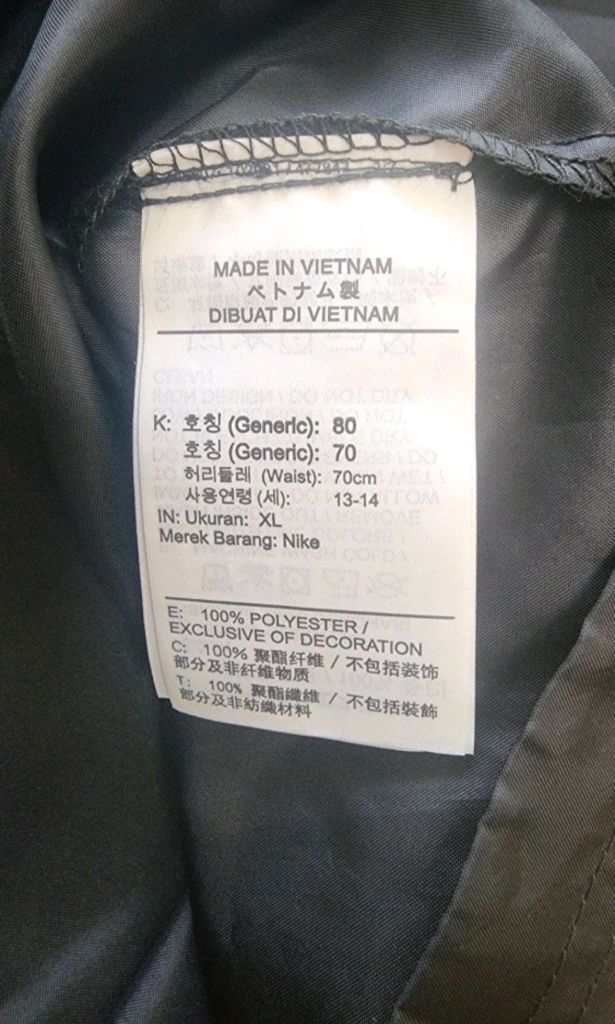 MADE IN VIETNAM
ベトナム製
DIBUAT DI VIETNAM
K: 호칭 (Generic): 80
호칭 (Generic): 70
허리둘레 (Waist): 70cm
사용연령 (세): 13-14
IN: Ukuran: XL
Merek Barang: Nike
E: 100% POLYESTER /
EXCLUSIVE OF DECORATION
C: 100% 聚酯纤维 / 不包括装饰
部分及非纤维物质
T: 100% 聚酯纖維 / 不包括裝飾
部分及非紡織材料